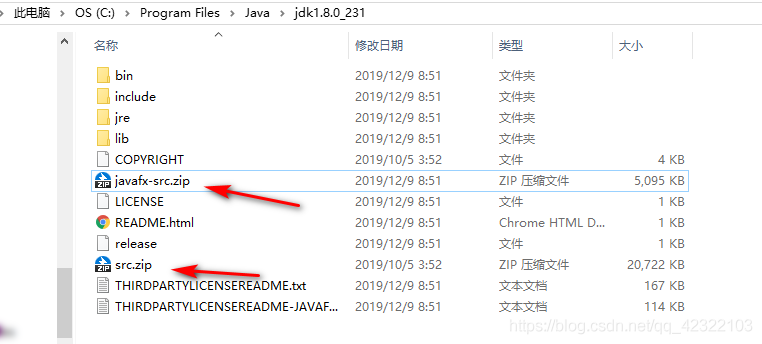 此电脑 > OS (C:) > Program Files > Java > jdk1.8.0_231
名称 修改日期 类型 大小
bin 2019/12/9 8:51 文件夹
include 2019/12/9 8:51 文件夹
jre 2019/12/9 8:51 文件夹
lib 2019/12/9 8:51 文件夹
COPYRIGHT 2019/10/5 3:52 文件 4 KB
javafx-src.zip 2019/12/9 8:51 ZIP 压缩文件 5,095 KB
LICENSE 2019/12/9 8:51 文件 1 KB
README.html 2019/12/9 8:51 Chrome HTML D... 1 KB
release 2019/12/9 8:51 文件 1 KB
src.zip 2019/10/5 3:52 ZIP 压缩文件 20,722 KB
THIRDPARTYLICENSEREADME.txt 2019/12/9 8:51 文本文档 167 KB
THIRDPARTYLICENSEREADME-JAVAF... 2019/12/9 8:51 文本文档 114 KB
https://blog.csdn.net/qq_42322103